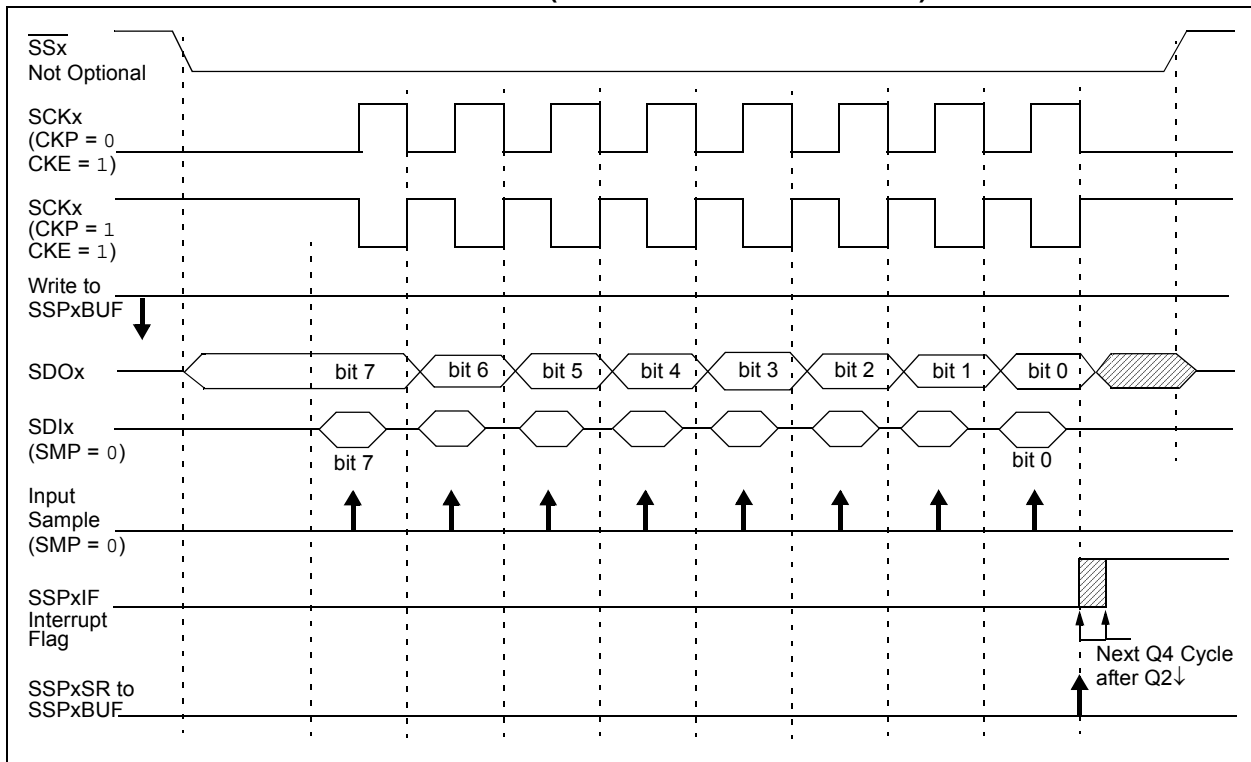 SSx
Not Optional
SCKx
(CKP = 0
CKE = 1)
SCKx
(CKP = 1
CKE = 1)
Write to
SSPxBUF
SDOx
bit 7
bit 6
bit 5
bit 4
bit 3
bit 2
bit 1
bit 0
SDIx
(SMP = 0)
bit 7
bit 0
Input
Sample
(SMP = 0)
SSPxIF
Interrupt
Flag
Next Q4 Cycle
after Q2↓
SSPxSR to
SSPxBUF